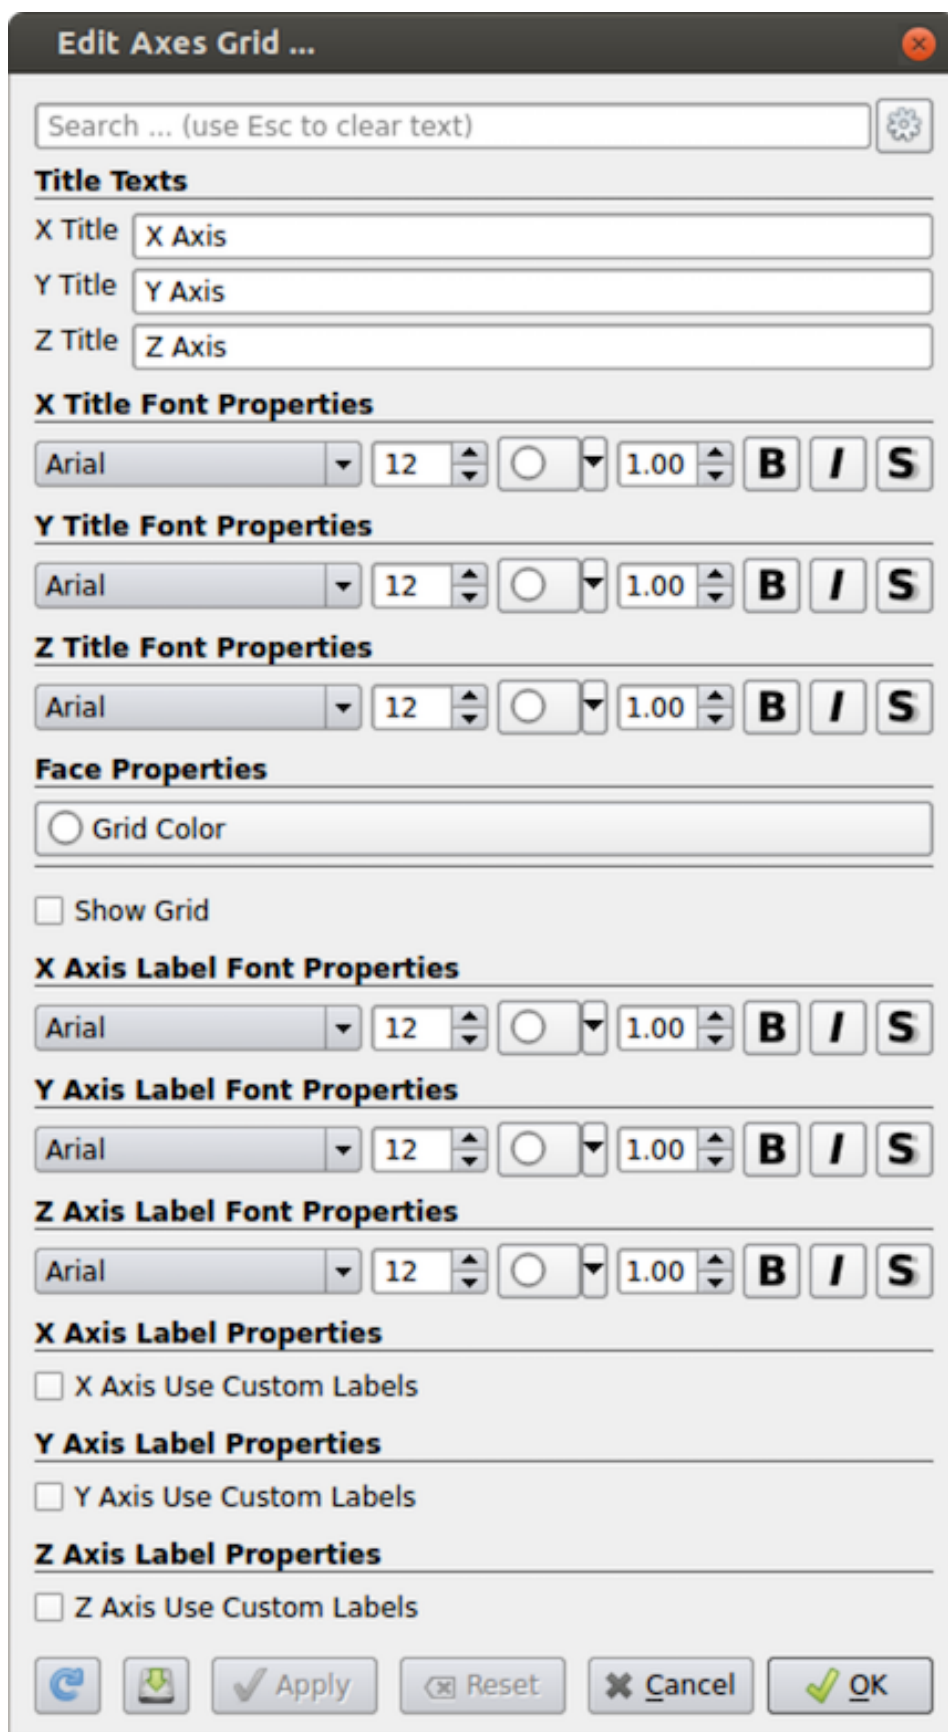 Edit Axes Grid ...
Search ... (use Esc to clear text)
Title Texts
X Title X Axis
Y Title Y Axis
Z Title Z Axis
X Title Font Properties
Arial 12 1.00 B I S
Y Title Font Properties
Arial 12 1.00 B I S
Z Title Font Properties
Arial 12 1.00 B I S
Face Properties
Grid Color
Show Grid
X Axis Label Font Properties
Arial 12 1.00 B I S
Y Axis Label Font Properties
Arial 12 1.00 B I S
Z Axis Label Font Properties
Arial 12 1.00 B I S
X Axis Label Properties
X Axis Use Custom Labels
Y Axis Label Properties
Y Axis Use Custom Labels
Z Axis Label Properties
Z Axis Use Custom Labels
Apply Reset Cancel OK